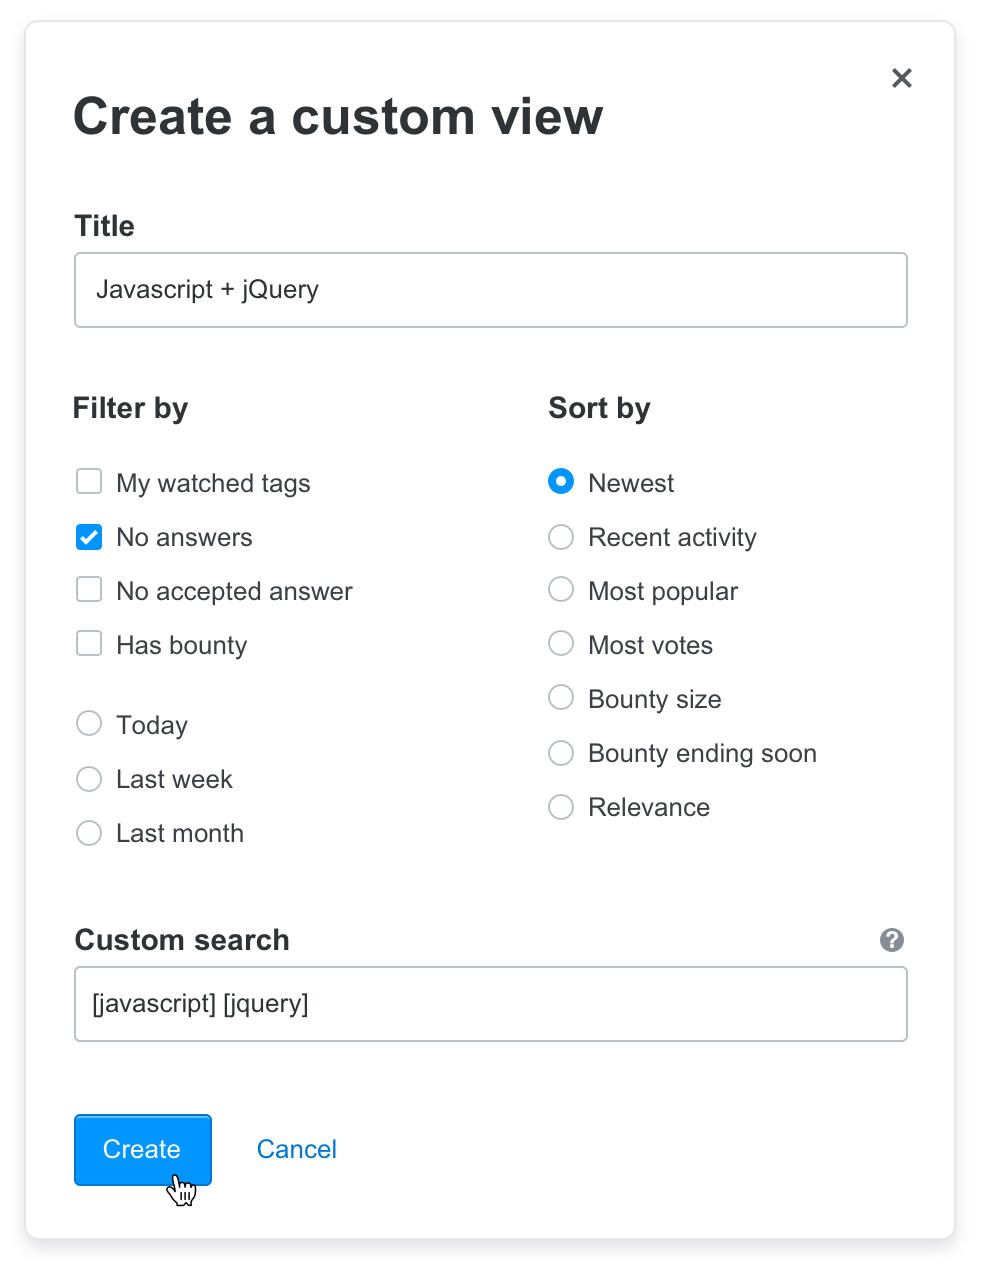 Create a custom view
Title
Javascript + jQuery
Filter by
My watched tags
No answers
No accepted answer
Has bounty
Today
Last week
Last month
Sort by
Newest
Recent activity
Most popular
Most votes
Bounty size
Bounty ending soon
Relevance
Custom search
[javascript] [jquery]
Create
Cancel